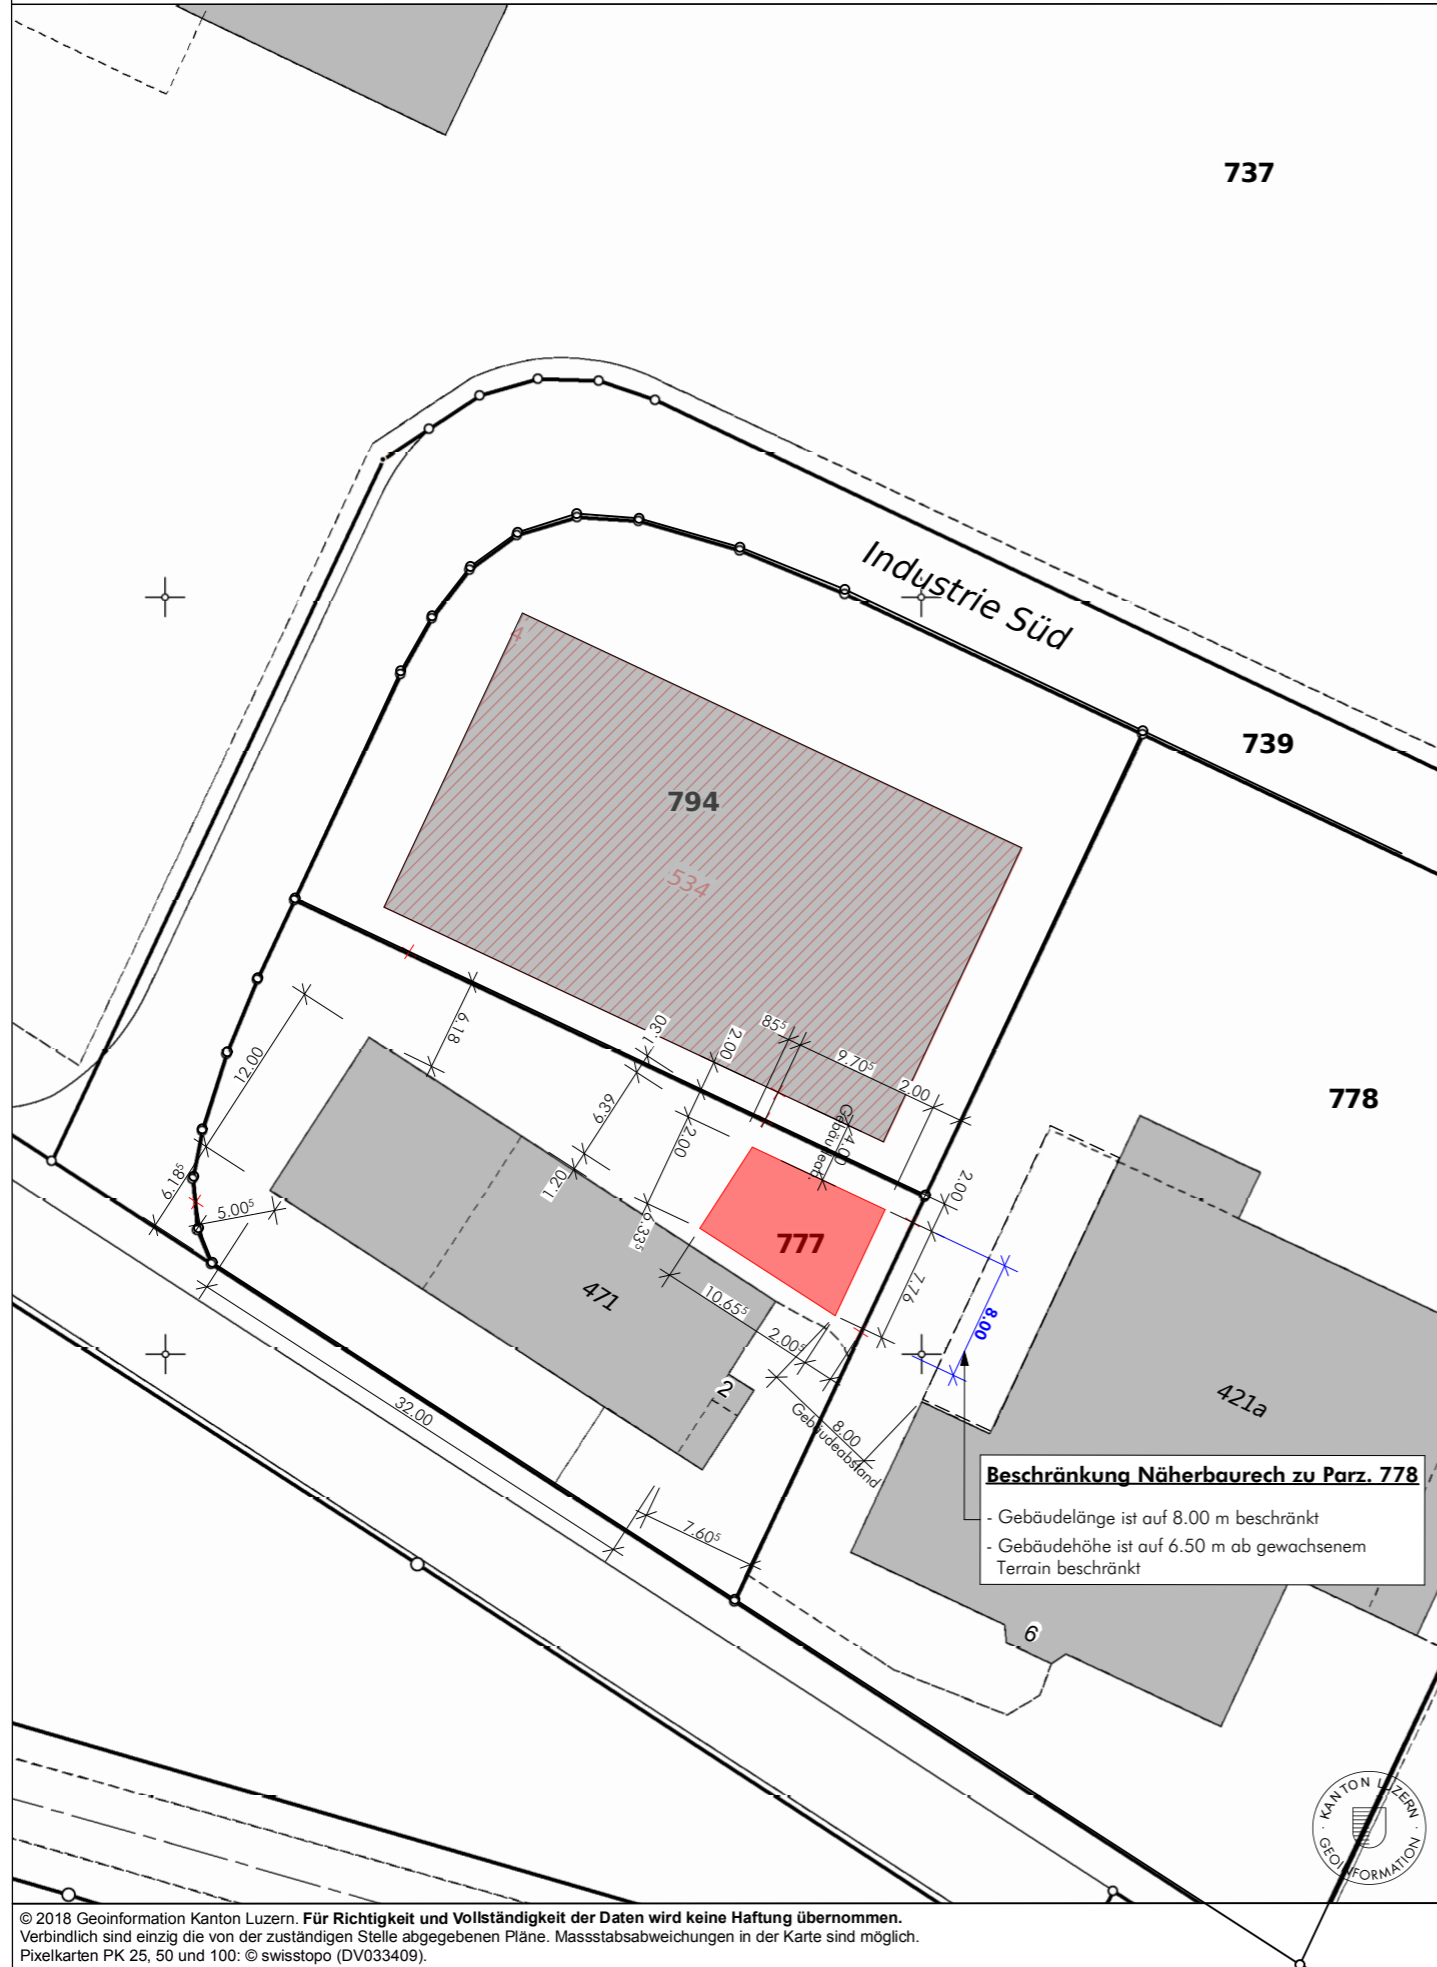 737
Industrie Süd
739
4
794
534
778
6.18
1.30
2.00
85⁵
9.70⁵
2.00
12.00
6.39
2.00
Gebäudeab.
4.00
1.20
6.33⁵
2.00
6.18⁵
5.00⁵
777
7.76
8.00
471
10.65⁵
2.00⁵
2
32.00
8.00
Gebäudeabstand
421a
7.60⁵
Beschränkung Näherbaurech zu Parz. 778
- Gebäudelänge ist auf 8.00 m beschränkt
- Gebäudehöhe ist auf 6.50 m ab gewachsenem
Terrain beschränkt
6
· KANTON LUZERN ·
GEOINFORMATION
© 2018 Geoinformation Kanton Luzern. Für Richtigkeit und Vollständigkeit der Daten wird keine Haftung übernommen.
Verbindlich sind einzig die von der zuständigen Stelle abgegebenen Pläne. Massstabsabweichungen in der Karte sind möglich.
Pixelkarten PK 25, 50 und 100: © swisstopo (DV033409).